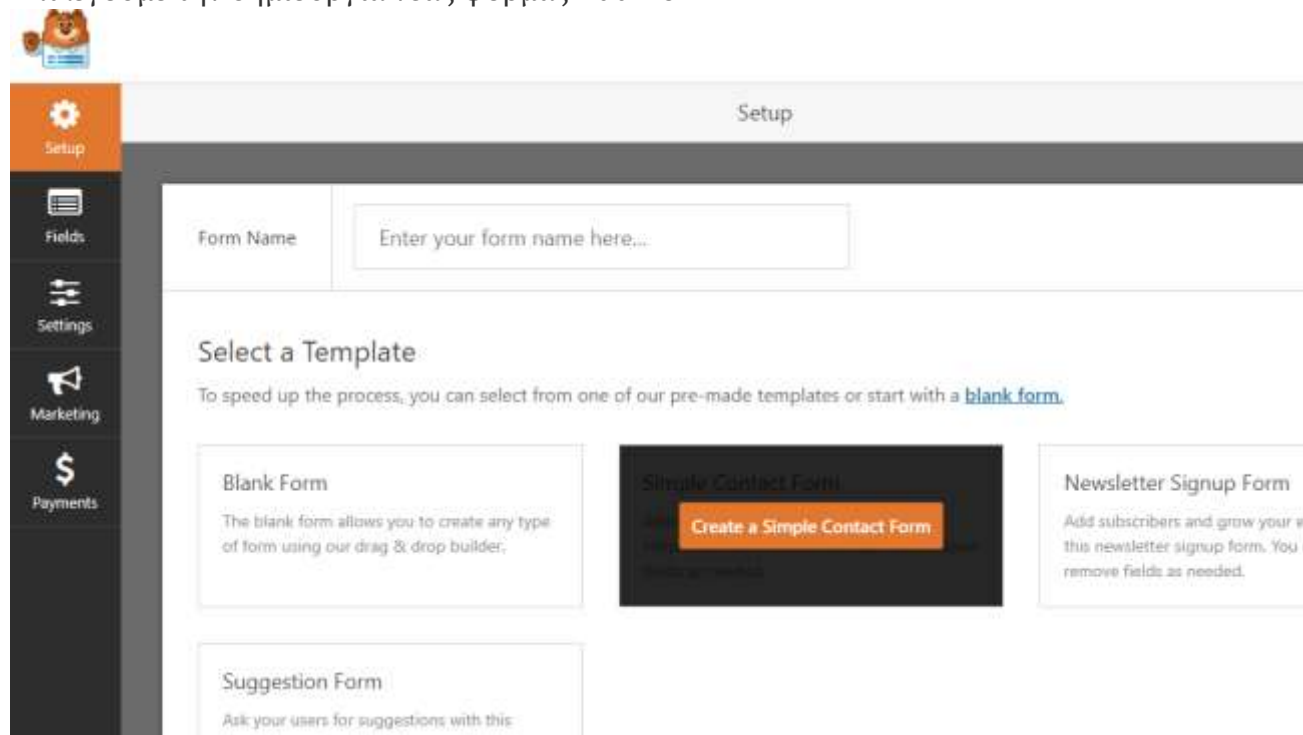 Setup
Setup
Fields
Form Name
Enter your form name here...
Settings
Select a Template
To speed up the process, you can select from one of our pre-made templates or start with a blank form.
Marketing
Payments
Blank Form
The blank form allows you to create any type
of form using our drag & drop builder.
Simple Contact Form
Create a Simple Contact Form
Newsletter Signup Form
Add subscribers and grow your
this newsletter signup form. You
remove fields as needed.
Suggestion Form
Ask your users for suggestions with this